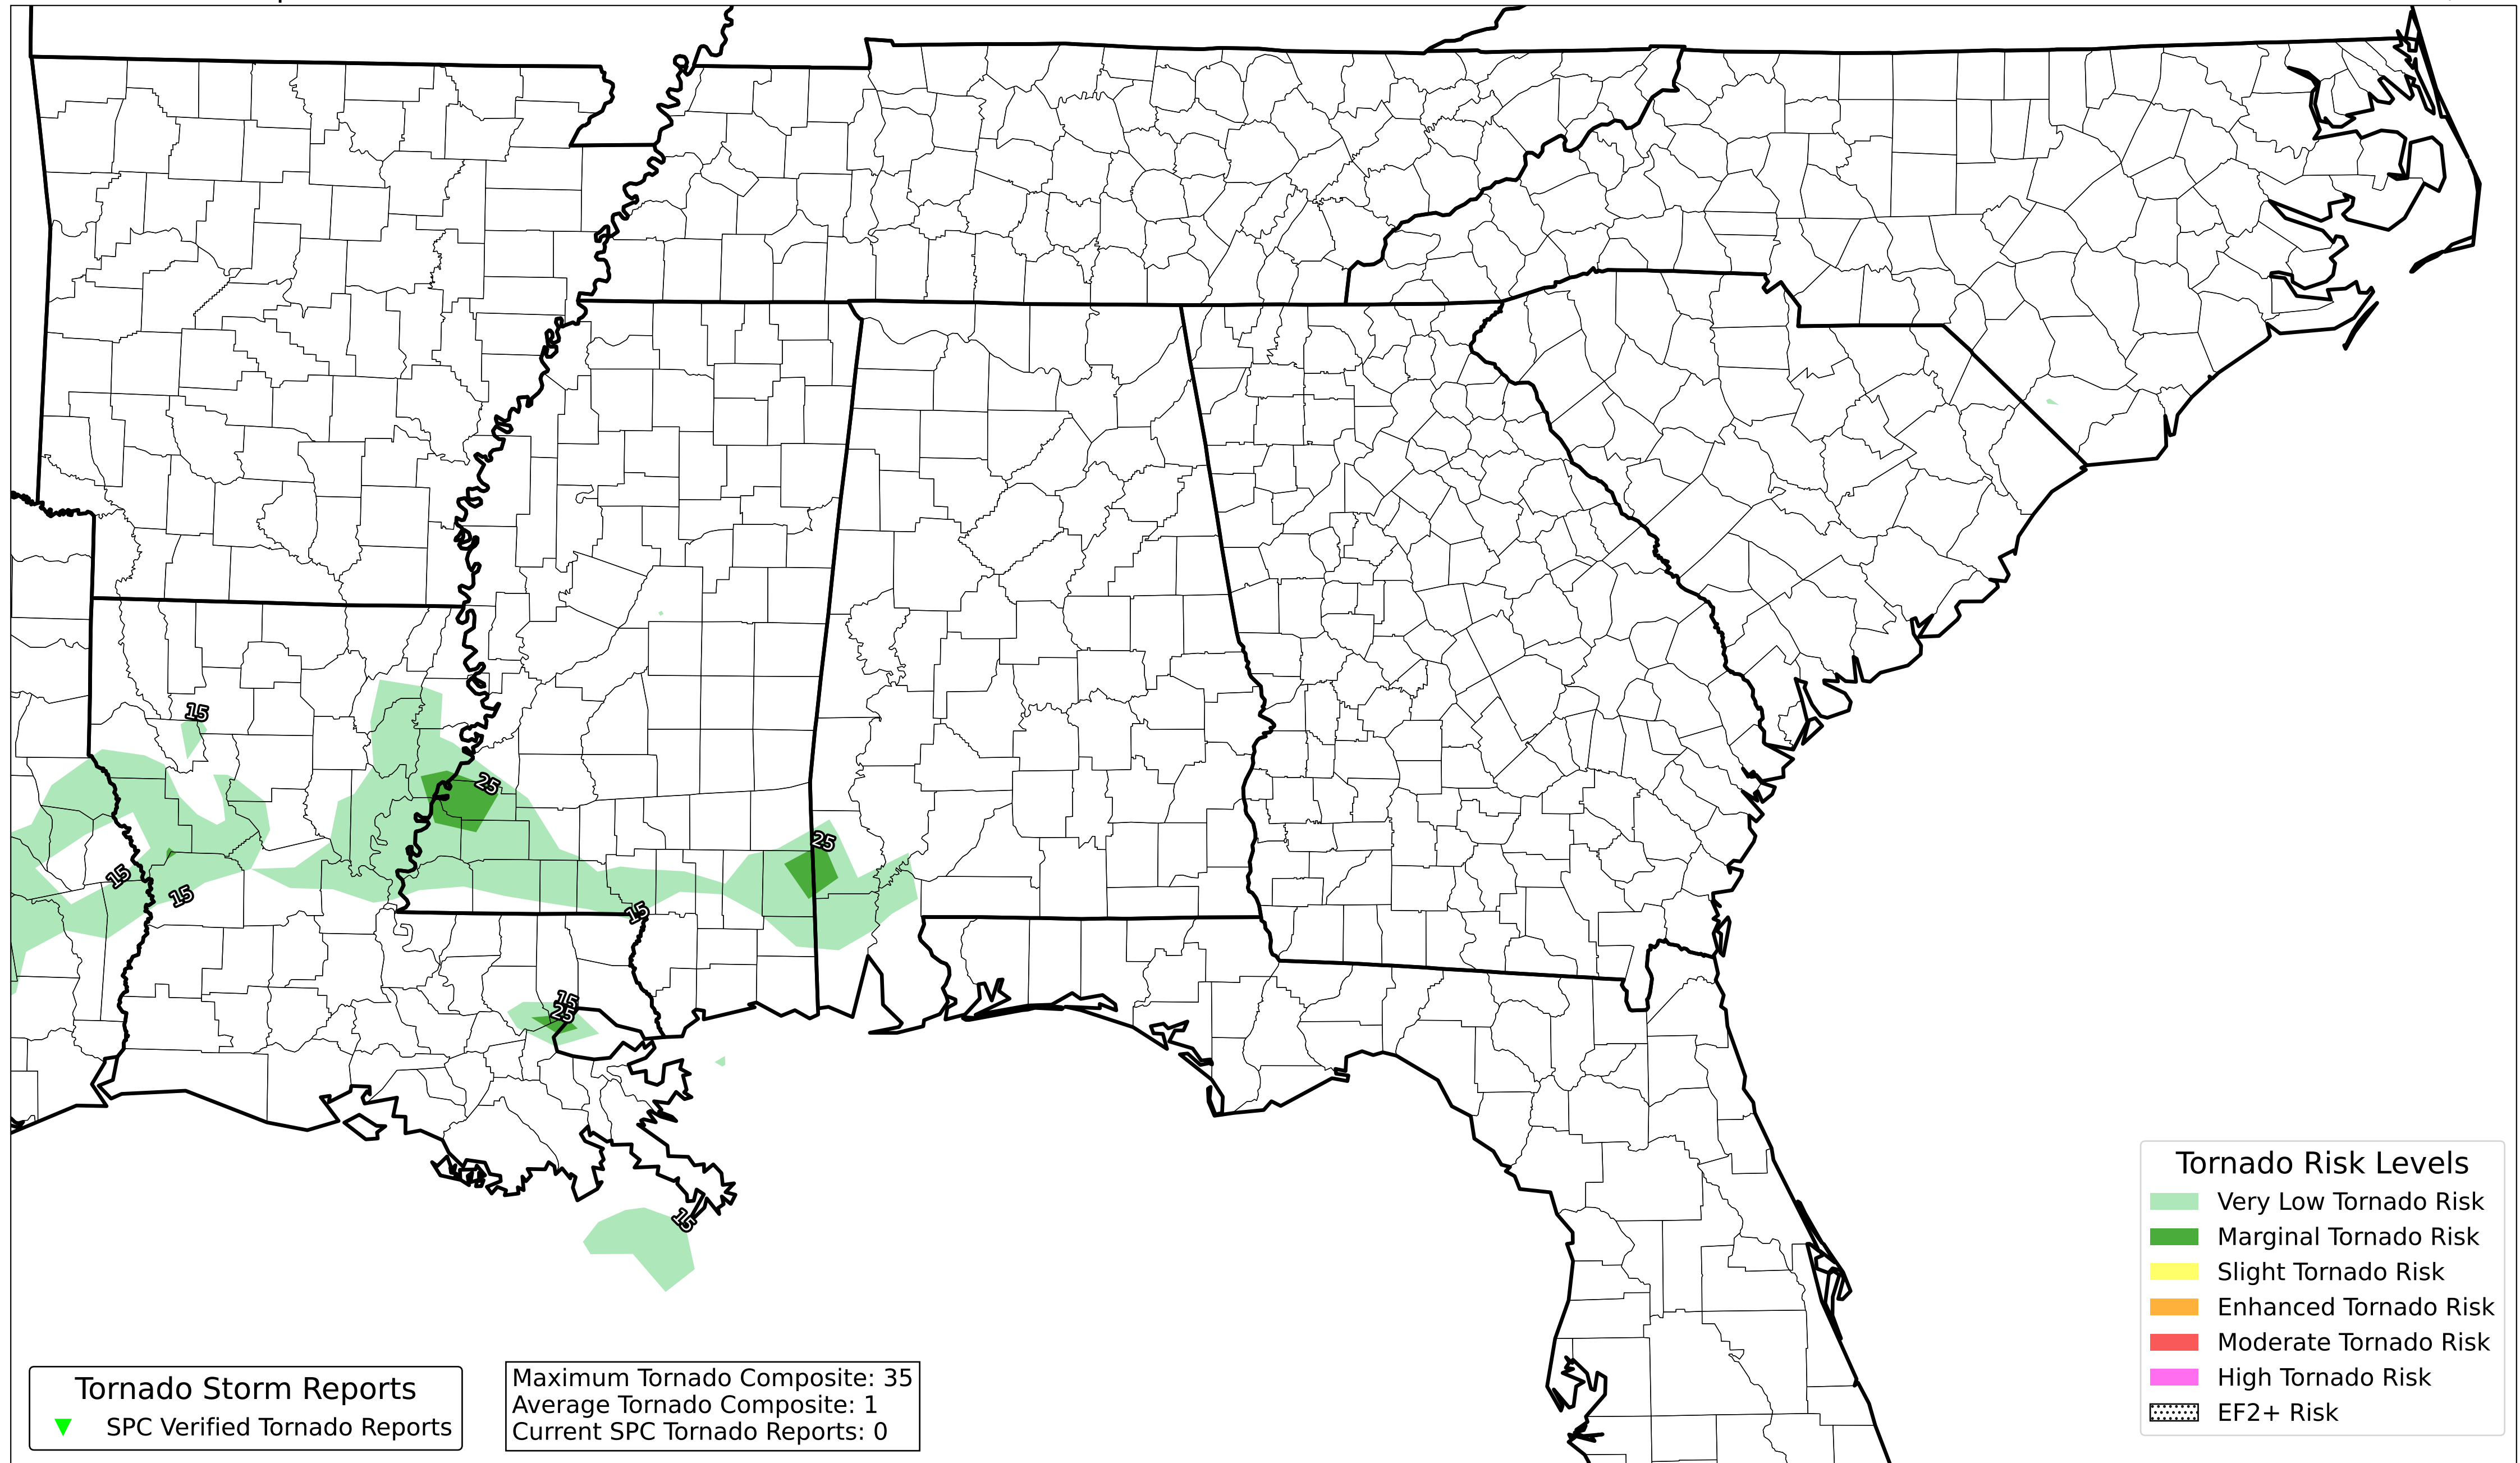 15
25
25
15
15
15
15
25
15
Tornado Risk Levels
Very Low Tornado Risk
Marginal Tornado Risk
Slight Tornado Risk
Enhanced Tornado Risk
Moderate Tornado Risk
High Tornado Risk
EF2+ Risk
Tornado Storm Reports
SPC Verified Tornado Reports
Maximum Tornado Composite: 35
Average Tornado Composite: 1
Current SPC Tornado Reports: 0